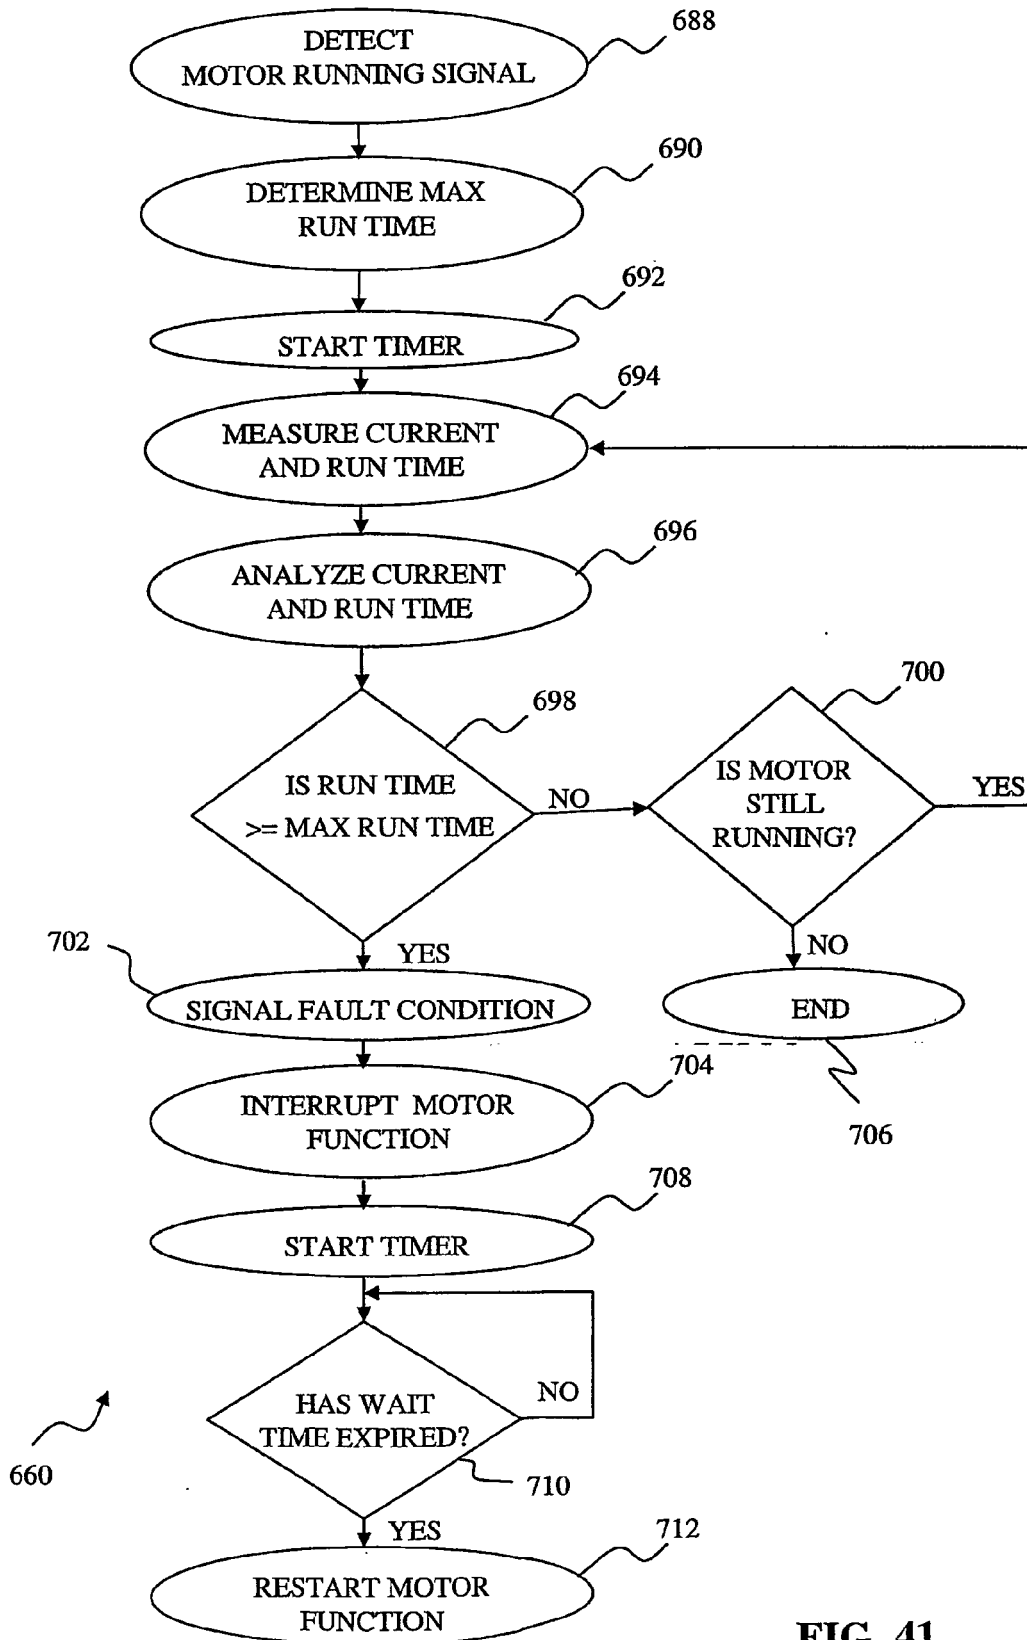 688
DETECT
MOTOR RUNNING SIGNAL
690
DETERMINE MAX
RUN TIME
692
START TIMER
694
MEASURE CURRENT
AND RUN TIME
696
ANALYZE CURRENT
AND RUN TIME
698
IS RUN TIME
>= MAX RUN TIME
NO
700
IS MOTOR
STILL
RUNNING?
YES
702
YES
SIGNAL FAULT CONDITION
NO
END
706
704
INTERRUPT MOTOR
FUNCTION
708
START TIMER
HAS WAIT
TIME EXPIRED?
NO
710
660
YES
712
RESTART MOTOR
FUNCTION
FIG. 41